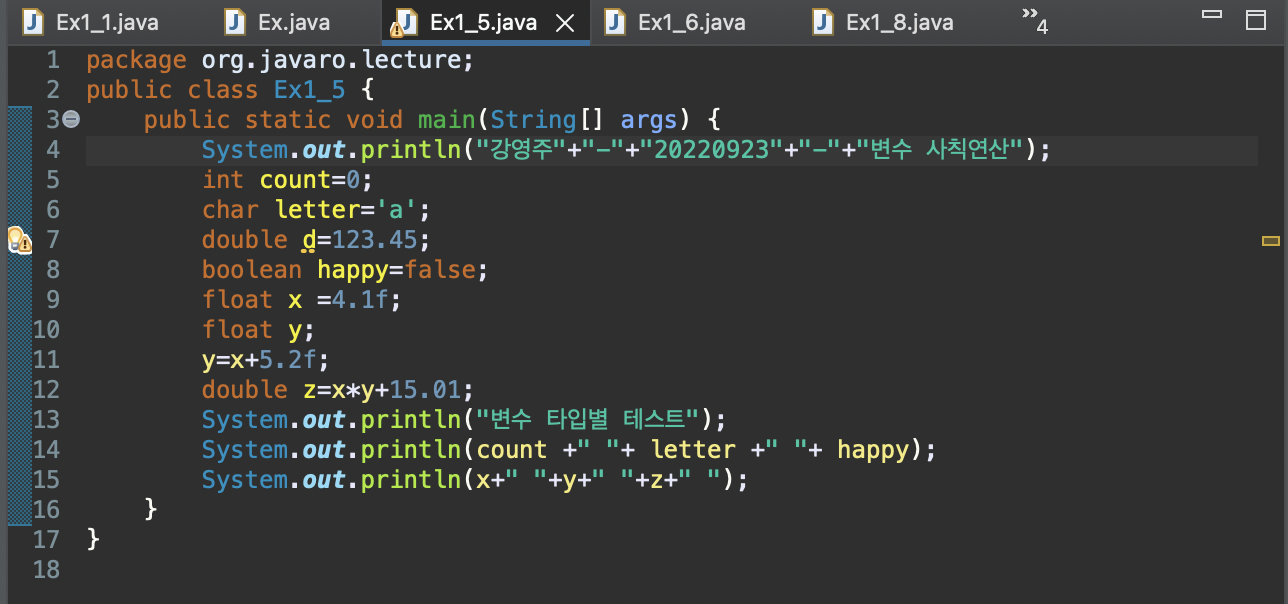 Ex1_1.java Ex.java Ex1_5.java Ex1_6.java Ex1_8.java »4
1 package org.javaro.lecture;
2 public class Ex1_5 {
3 public static void main(String[] args) {
4 System.out.println("강영주"+"-"+"20220923"+"-"+"변수 사칙연산");
5 int count=0;
6 char letter='a';
7 double d=123.45;
8 boolean happy=false;
9 float x =4.1f;
10 float y;
11 y=x+5.2f;
12 double z=x*y+15.01;
13 System.out.println("변수 타입별 테스트");
14 System.out.println(count +" "+ letter +" "+ happy);
15 System.out.println(x+" "+y+" "+z+" ");
16 }
17 }
18